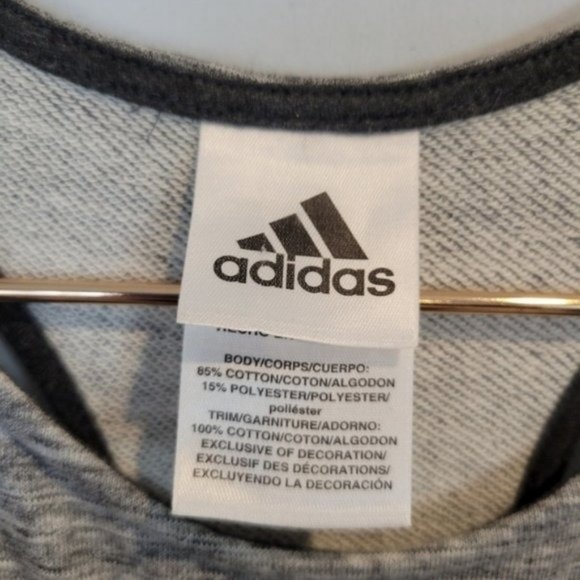 adidas
BODY/CORPS/CUERPO:
85% COTTON/COTON/ALGODON
15% POLYESTER/POLYESTER/
poliéster
TRIM/GARNITURE/ADORNO:
100% COTTON/COTON/ALGODON
EXCLUSIVE OF DECORATION/
EXCLUSIF DES DÉCORATIONS/
EXCLUYENDO LA DECORACIÓN